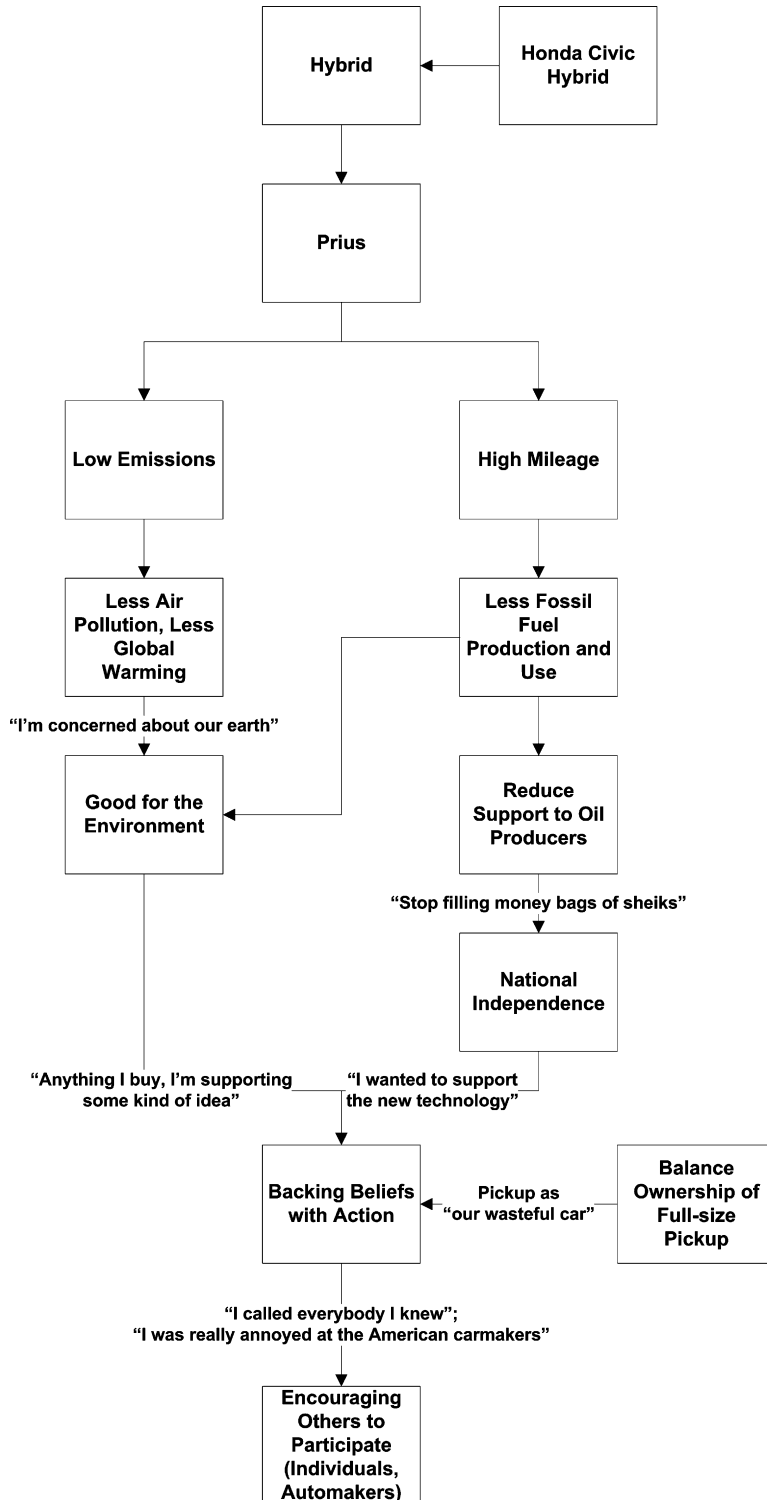 Hybrid
Honda Civic
Hybrid
Prius
Low Emissions
High Mileage
Less Air
Pollution, Less
Global
Warming
Less Fossil
Fuel
Production and
Use
“I’m concerned about our earth”
Good for the
Environment
Reduce
Support to Oil
Producers
“Stop filling money bags of sheiks”
National
Independence
“Anything I buy, I’m supporting
some kind of idea”
“I wanted to support
the new technology”
Backing Beliefs
with Action
Pickup as
“our wasteful car”
Balance
Ownership of
Full-size
Pickup
“I called everybody I knew”;
“I was really annoyed at the American carmakers”
Encouraging
Others to
Participate
(Individuals,
Automakers)